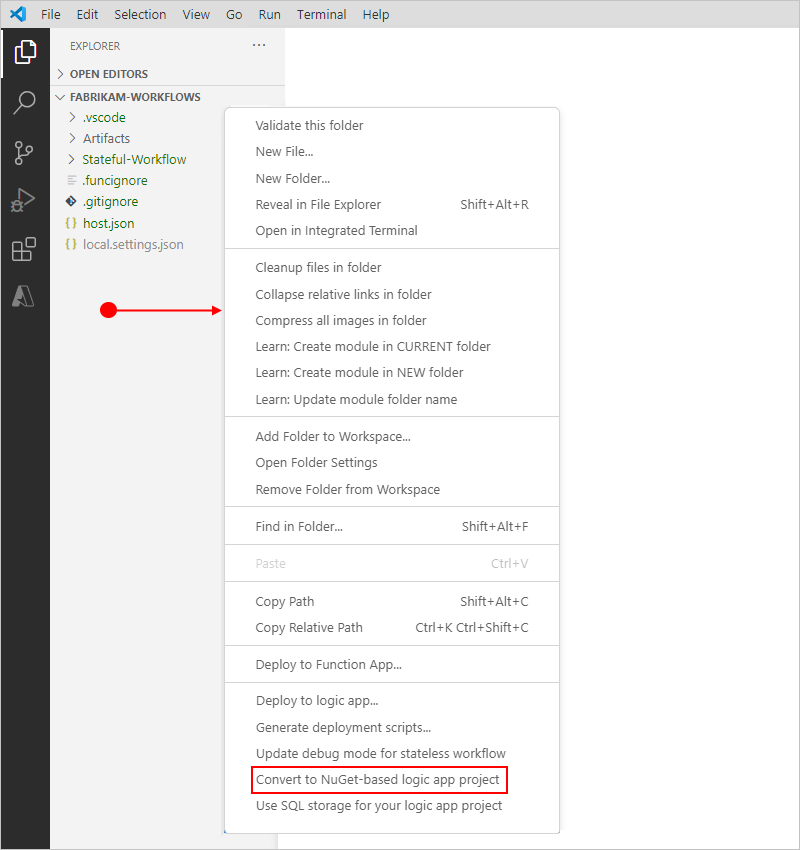 File Edit Selection View Go Run Terminal Help
EXPLORER ...
OPEN EDITORS
FABRIKAM-WORKFLOWS
.vscode
Artifacts
Stateful-Workflow
.funcignore
.gitignore
{} host.json
{} local.settings.json
Validate this folder
New File...
New Folder...
Reveal in File Explorer Shift+Alt+R
Open in Integrated Terminal
Cleanup files in folder
Collapse relative links in folder
Compress all images in folder
Learn: Create module in CURRENT folder
Learn: Create module in NEW folder
Learn: Update module folder name
Add Folder to Workspace...
Open Folder Settings
Remove Folder from Workspace
Find in Folder... Shift+Alt+F
Paste Ctrl+V
Copy Path Shift+Alt+C
Copy Relative Path Ctrl+K Ctrl+Shift+C
Deploy to Function App...
Deploy to logic app...
Generate deployment scripts...
Update debug mode for stateless workflow
Convert to NuGet-based logic app project
Use SQL storage for your logic app project